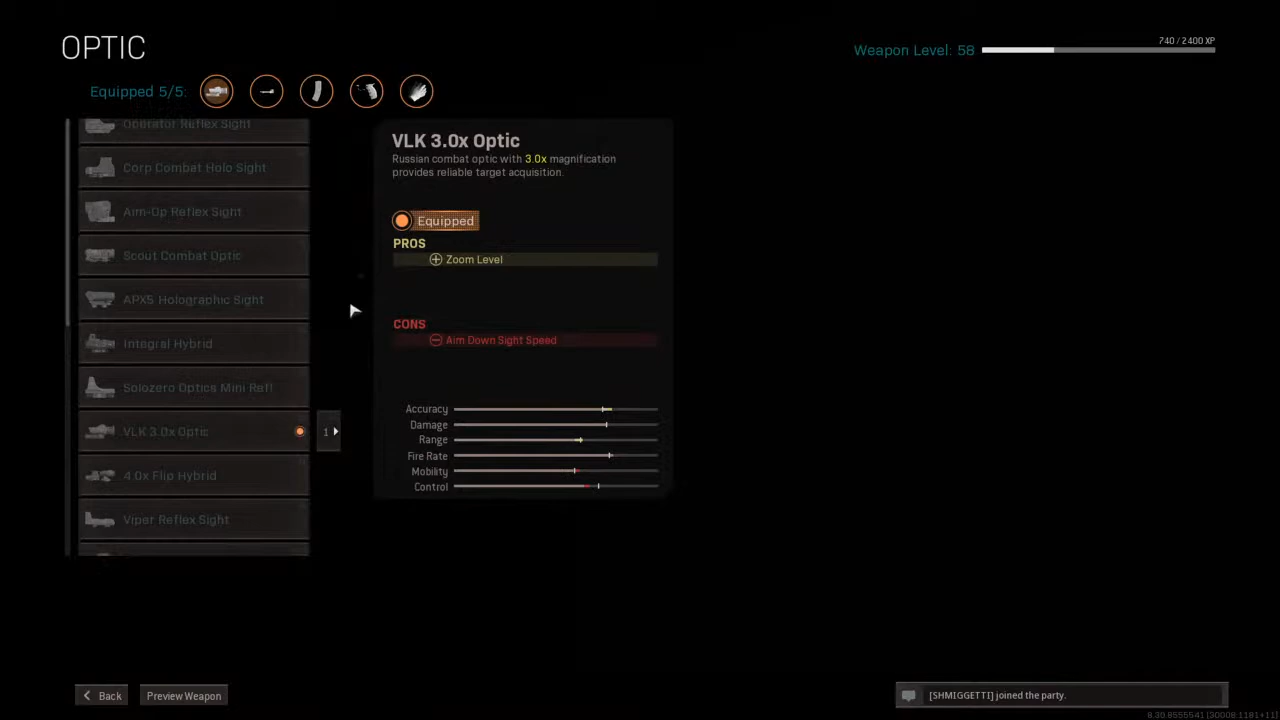 OPTIC
Weapon Level: 58
740 / 2400 XP
Equipped 5/5:
Operator Reflex Sight
Corp Combat Holo Sight
Aim-Op Reflex Sight
Scout Combat Optic
APX5 Holographic Sight
Integral Hybrid
Solozero Optics Mini Refl
VLK 3.0x Optic
1
4.0x Flip Hybrid
Viper Reflex Sight
VLK 3.0x Optic
Russian combat optic with 3.0x magnification
provides reliable target acquisition.
Equipped
PROS
Zoom Level
CONS
Aim Down Sight Speed
Accuracy
Damage
Range
Fire Rate
Mobility
Control
Back
Preview Weapon
[SHMIGGETTI] joined the party.